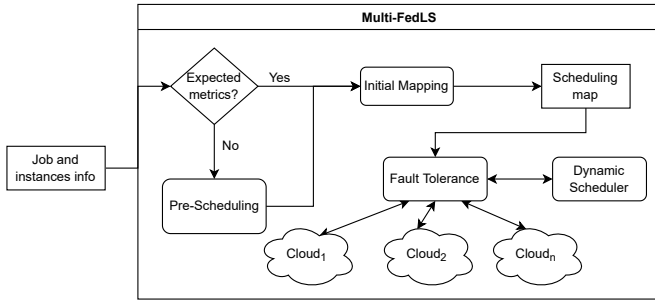 Multi-FedLS
Expected
metrics?
Yes
Initial Mapping
Scheduling
map
No
Job and
instances info
Pre-Scheduling
Fault Tolerance
Dynamic
Scheduler
Cloud1
Cloud2
Cloudn